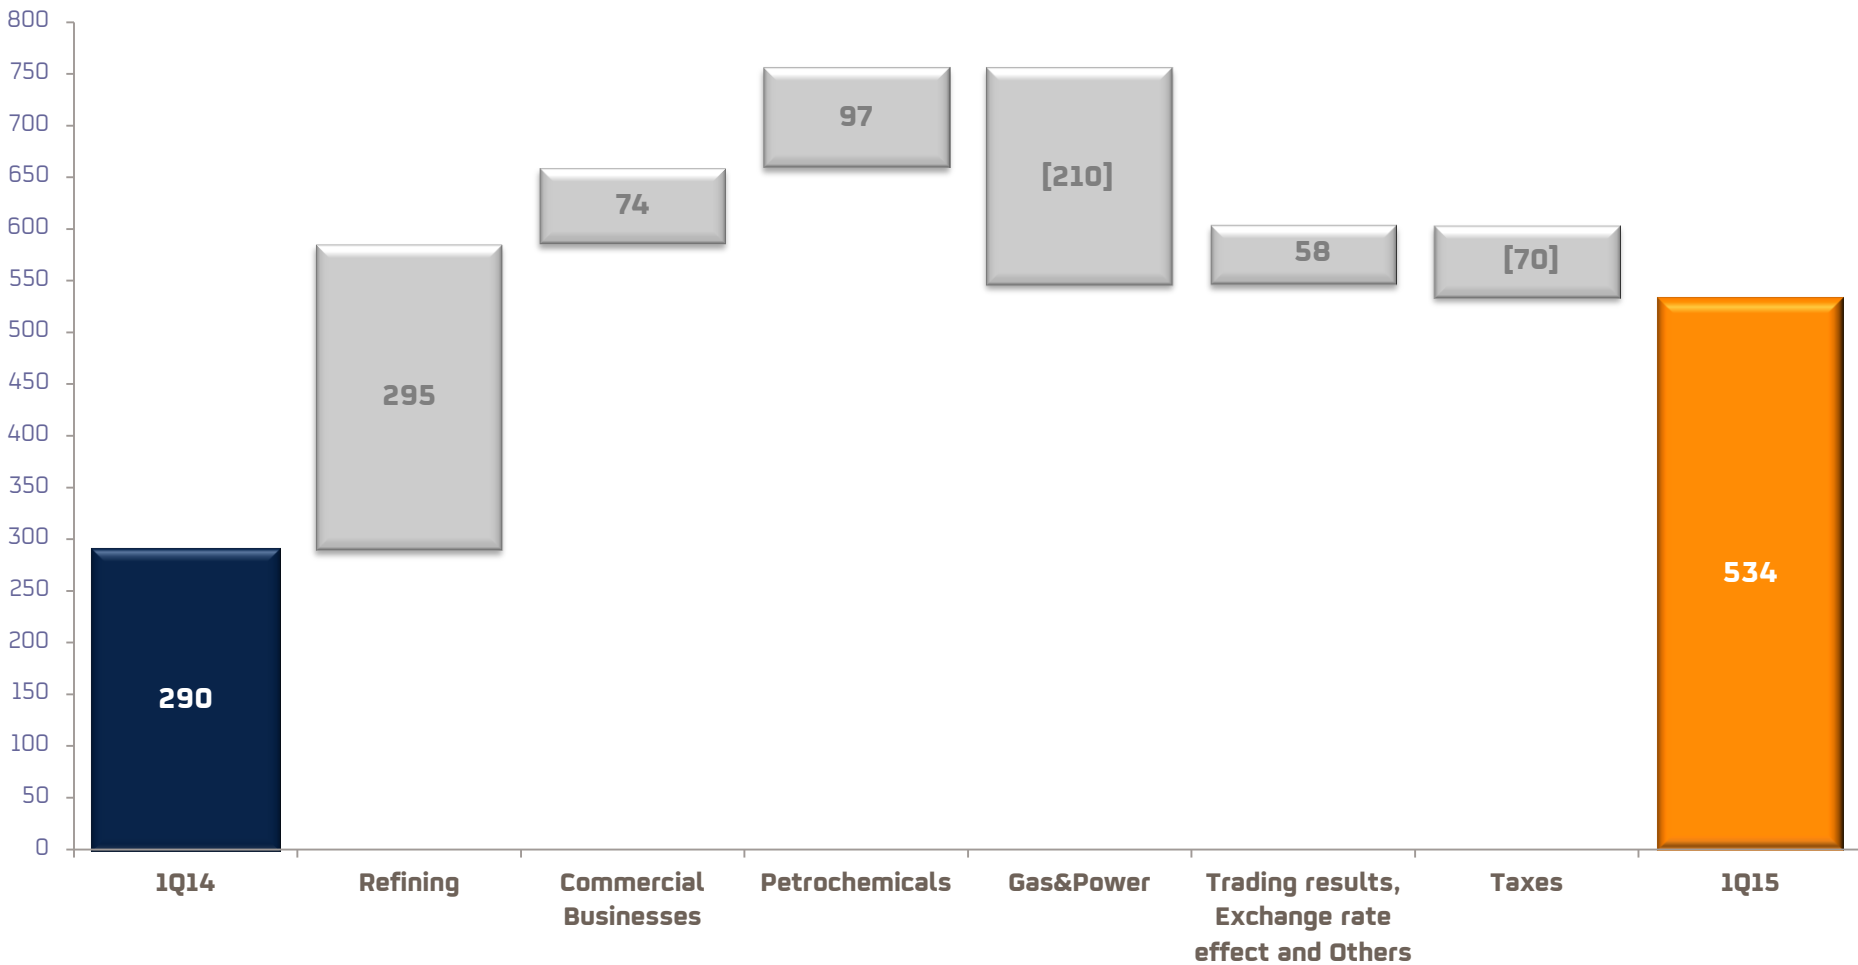 800
750
700
650
600
550
500
450
400
350
300
250
200
150
100
50
0
290
295
74
97
[210]
58
[70]
534
1Q14
Refining
Commercial
Businesses
Petrochemicals
Gas&Power
Trading results,
Exchange rate
effect and Others
Taxes
1Q15